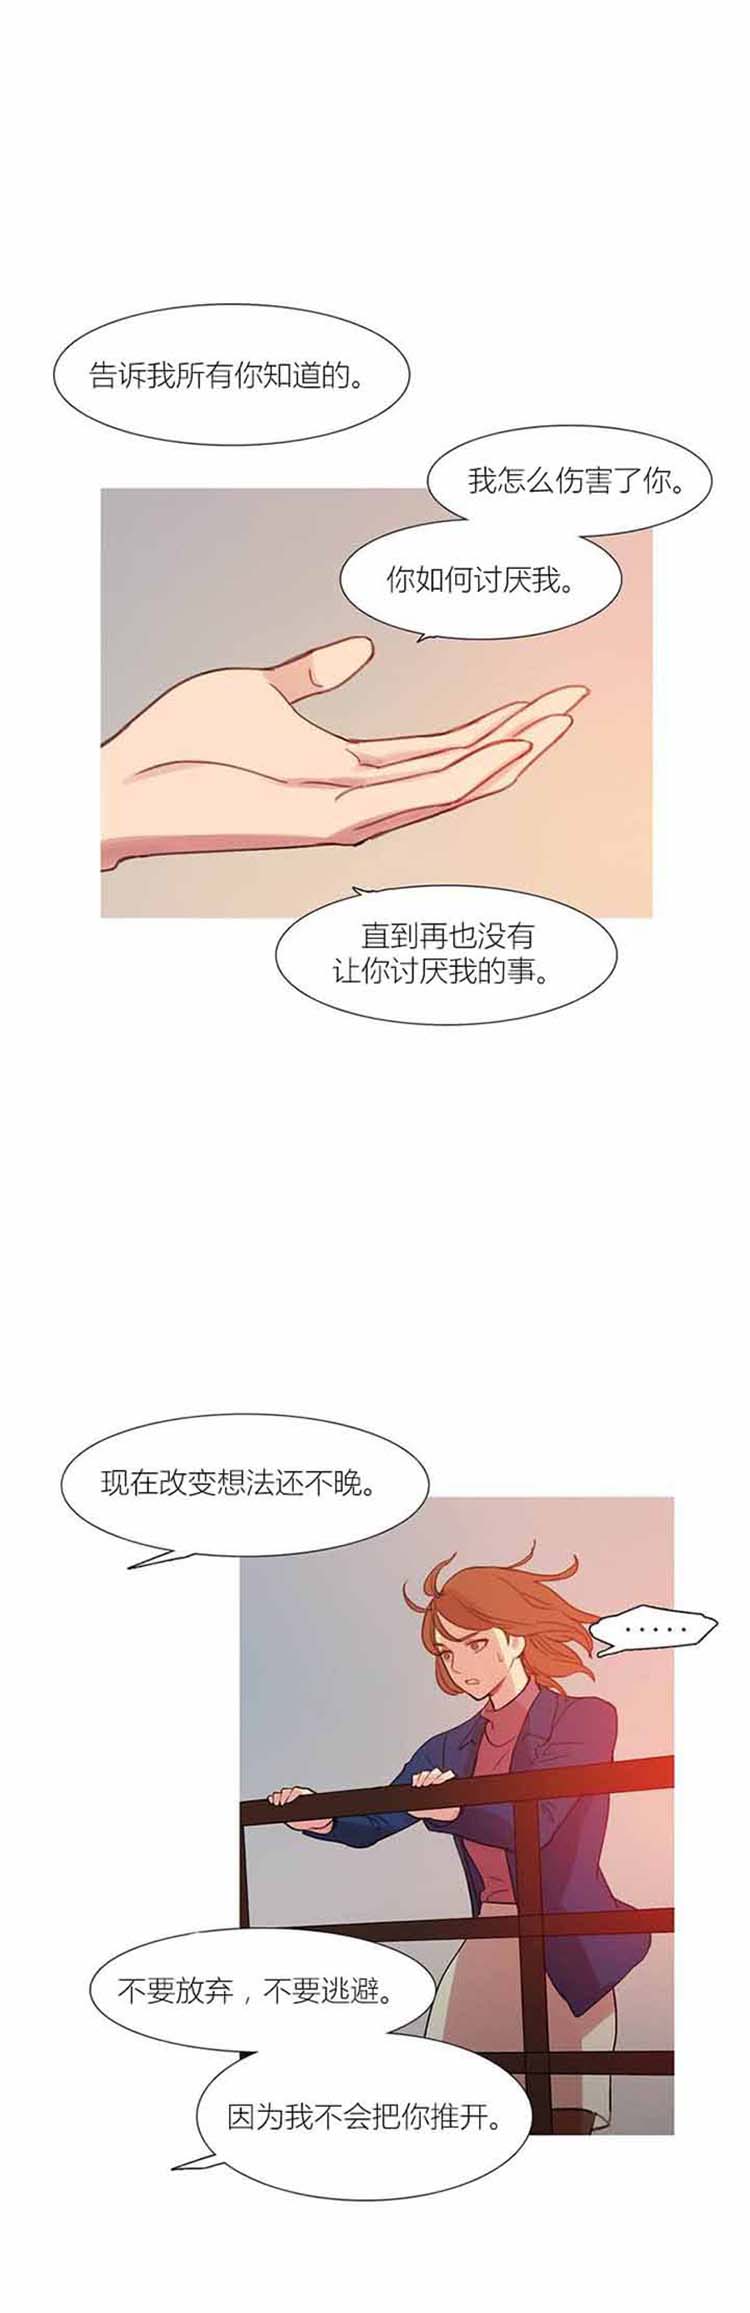 告诉我所有你知道的。
我怎么伤害了你。
你如何讨厌我。
直到再也没有
让你讨厌我的事。
现在改变想法还不晚。
·····
不要放弃，不要逃避。
因为我不会把你推开。